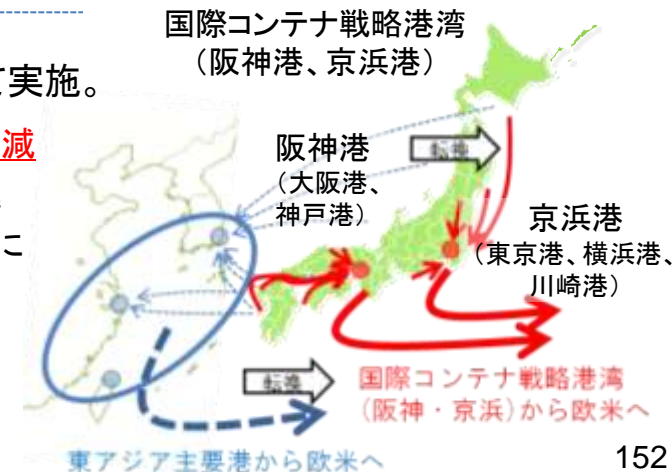 国際コンテナ戦略港湾
（阪神港、京浜港）
て実施。
減
に
阪神港
（大阪港、
神戸港）
転換
京浜港
（東京港、横浜港、
川崎港）
転換
国際コンテナ戦略港湾
（阪神・京浜）から欧米へ
東アジア主要港から欧米へ
152